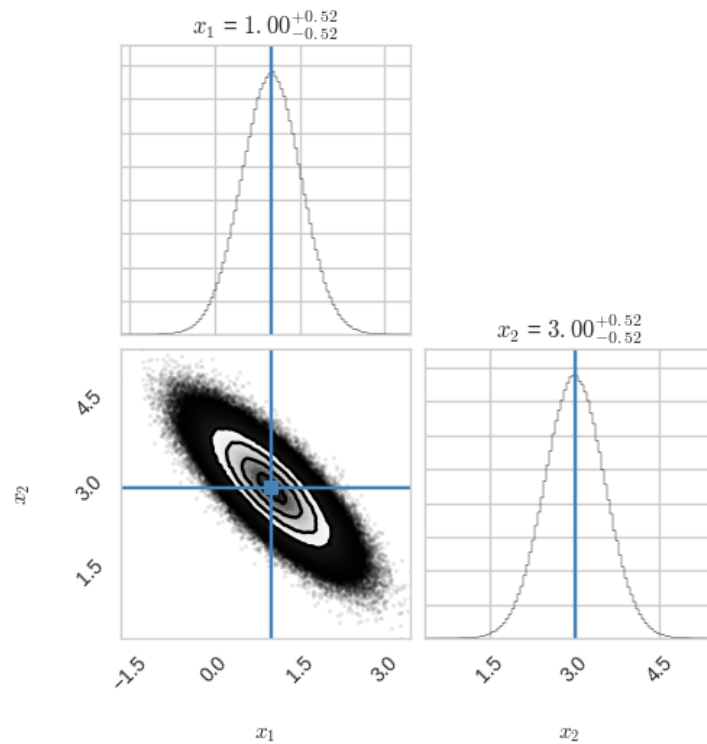 x₁ = 1.00⁺⁰·⁵²₋₀.₅₂
x₂ = 3.00⁺⁰·⁵²₋₀.₅₂
4.5
3.0
1.5
x₂
−1.5
0.0
1.5
3.0
x₁
1.5
3.0
4.5
x₂